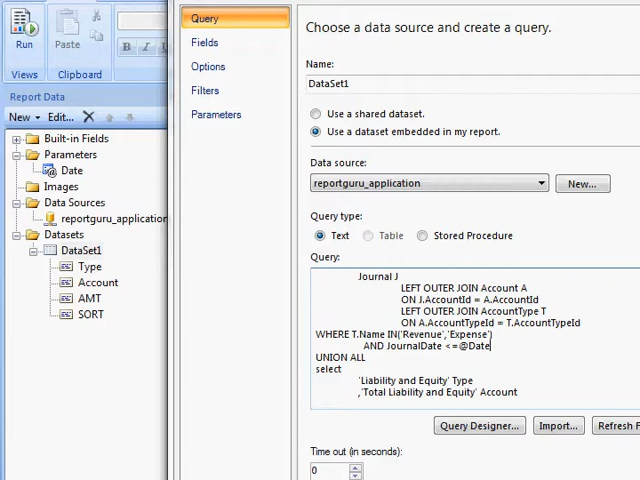 Query
Fields
Options
Filters
Parameters
Run
Views
Paste
Clipboard
B I
Report Data
New Edit...
Built-in Fields
Parameters
Date
Images
Data Sources
reportguru_application
Datasets
DataSet1
Type
Account
AMT
SORT
Choose a data source and create a query.
Name:
DataSet1
Use a shared dataset.
Use a dataset embedded in my report.
Data source:
reportguru_application
New...
Query type:
Text Table Stored Procedure
Query:
Journal J
LEFT OUTER JOIN Account A
ON J.AccountId = A.AccountId
LEFT OUTER JOIN AccountType T
ON A.AccountTypeId = T.AccountTypeId
WHERE T.Name IN('Revenue','Expense')
AND JournalDate <=@Date
UNION ALL
select
'Liability and Equity' Type
,'Total Liability and Equity' Account
Query Designer... Import... Refresh F
Time out (in seconds):
0